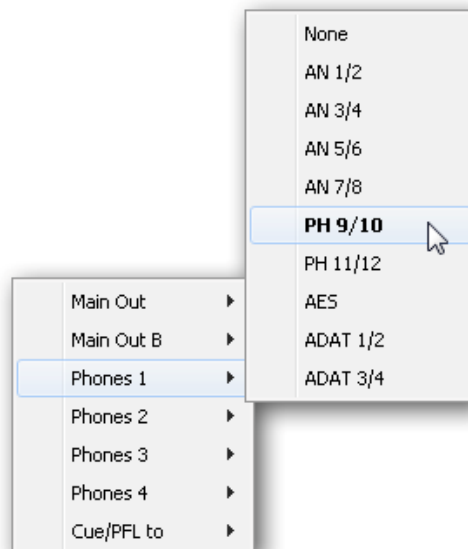 None
AN 1/2
AN 3/4
AN 5/6
AN 7/8
PH 9/10
PH 11/12
AES
ADAT 1/2
ADAT 3/4
Main Out
Main Out B
Phones 1
Phones 2
Phones 3
Phones 4
Cue/PFL to